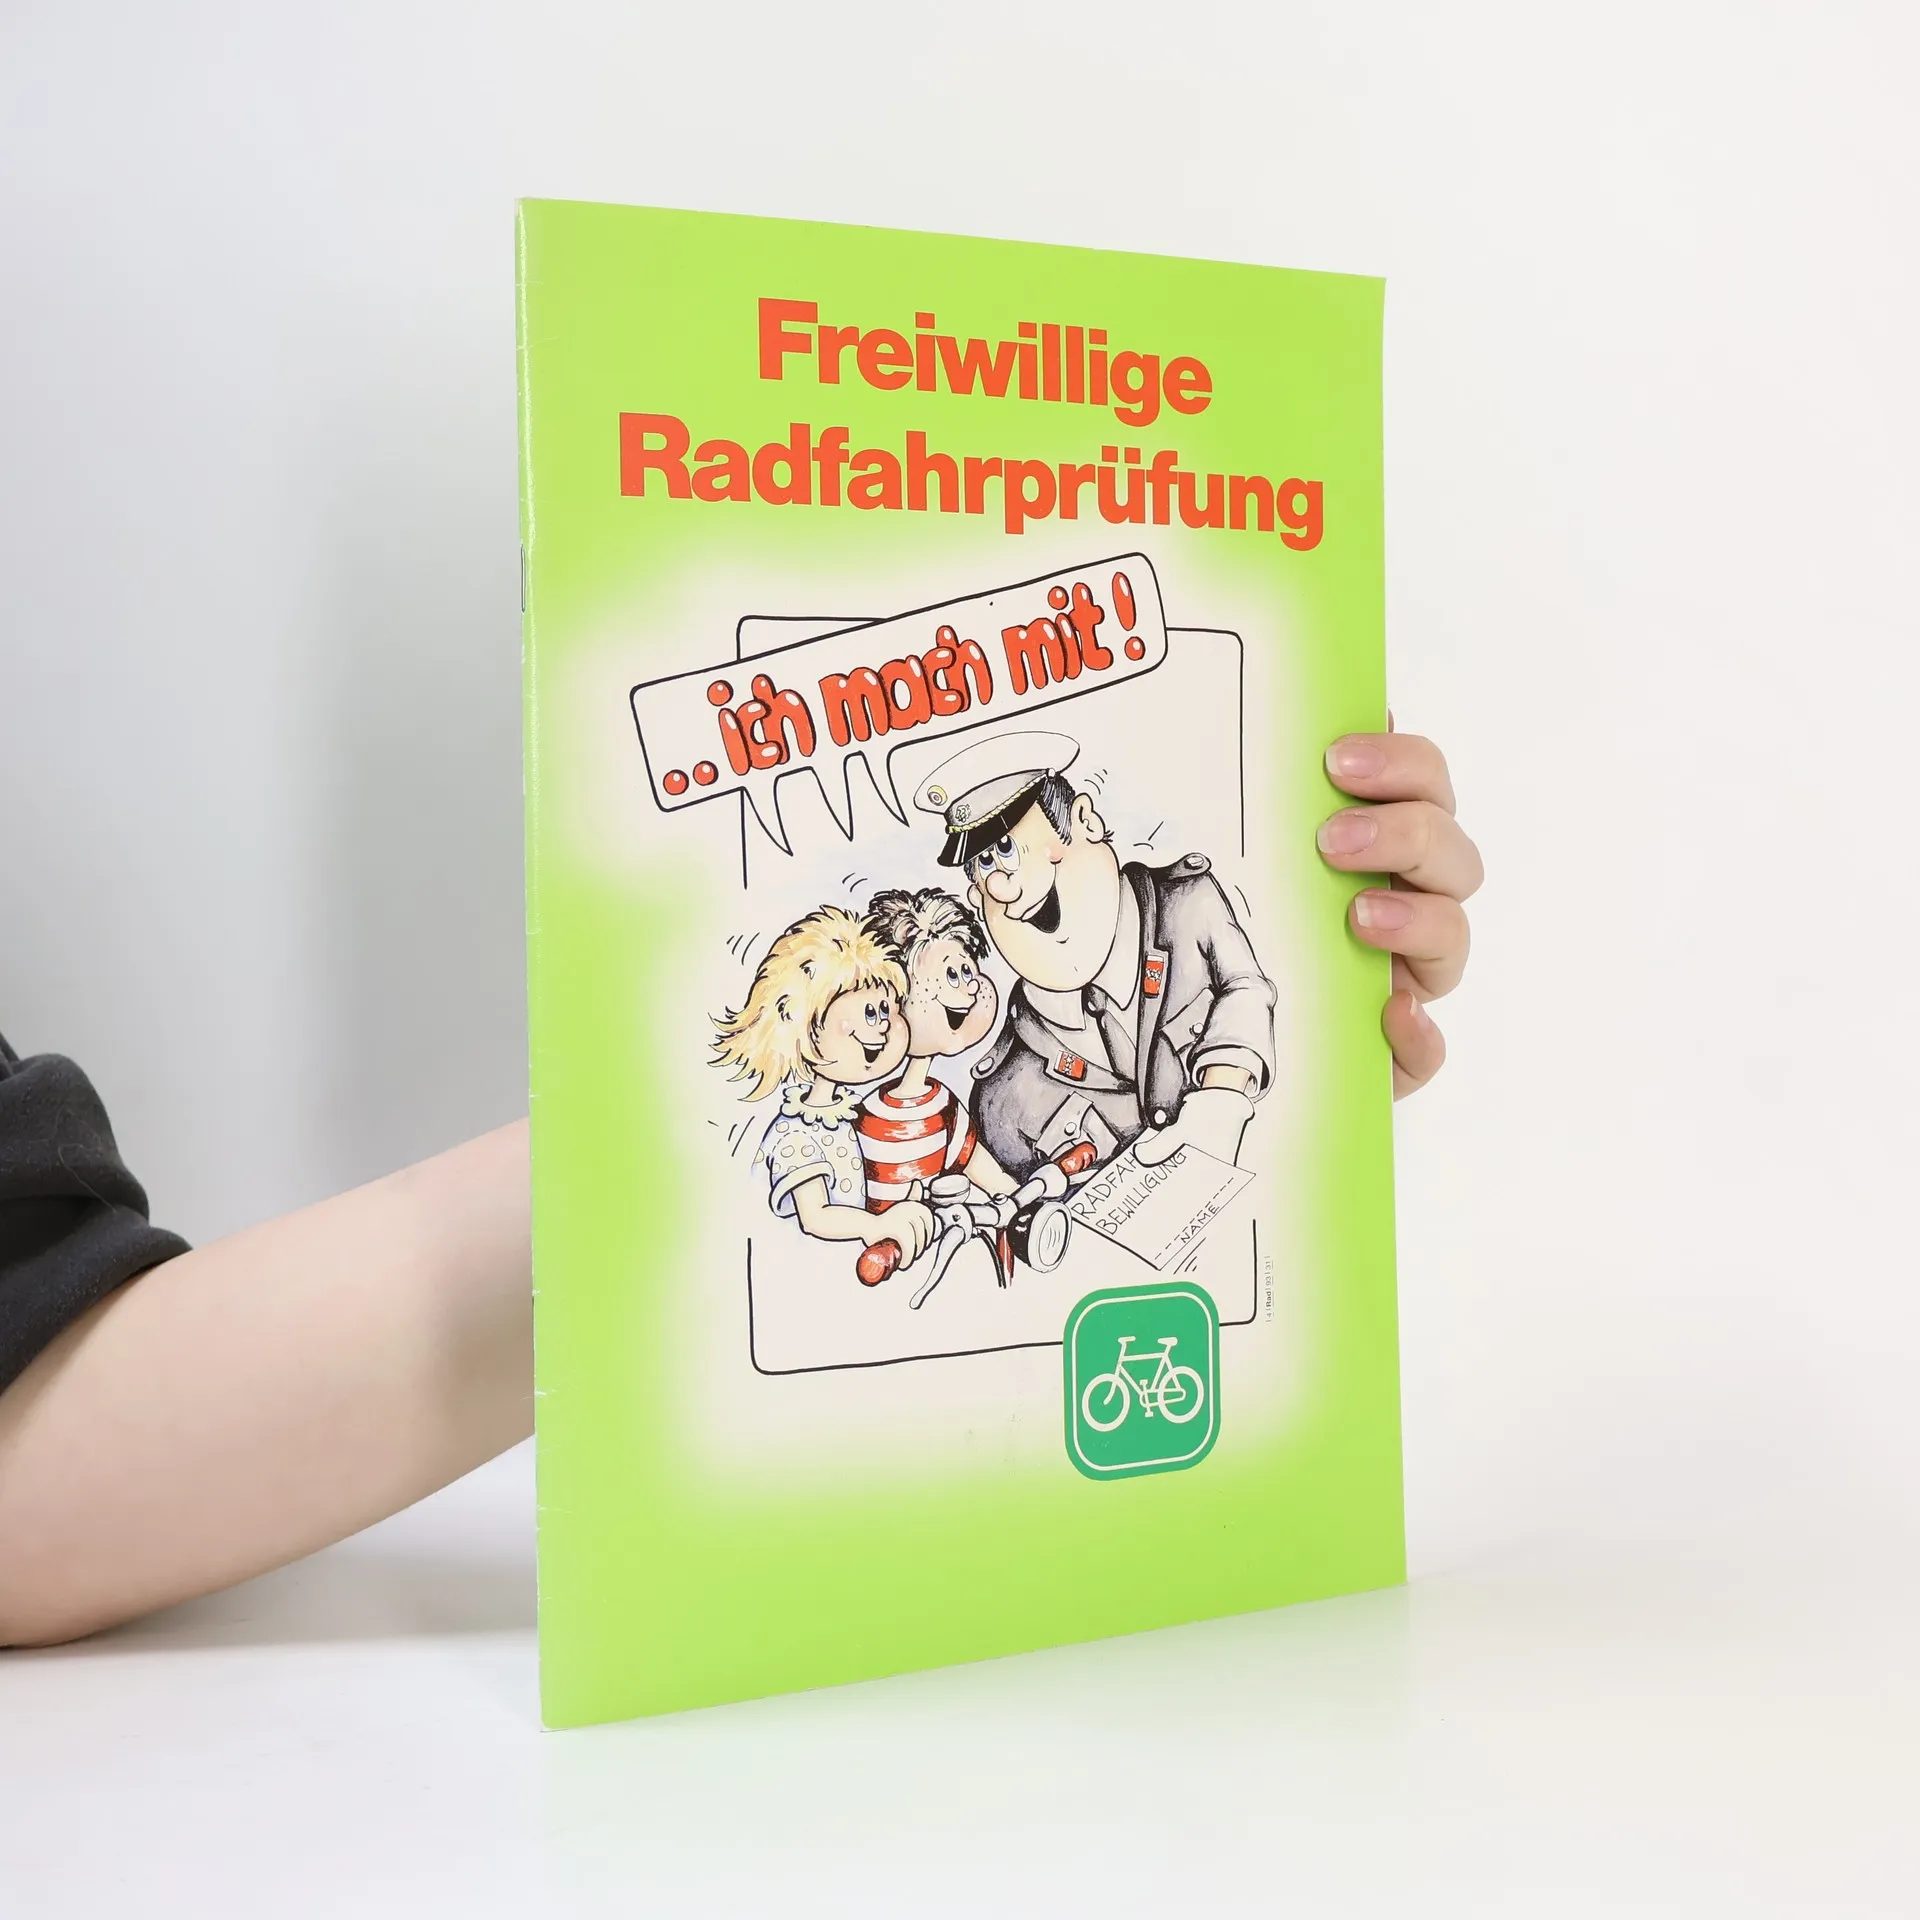 Freiwillige
Radfahrprüfung
..ich mach mit!
RADFAH
BEWILLIGUNG
NAME